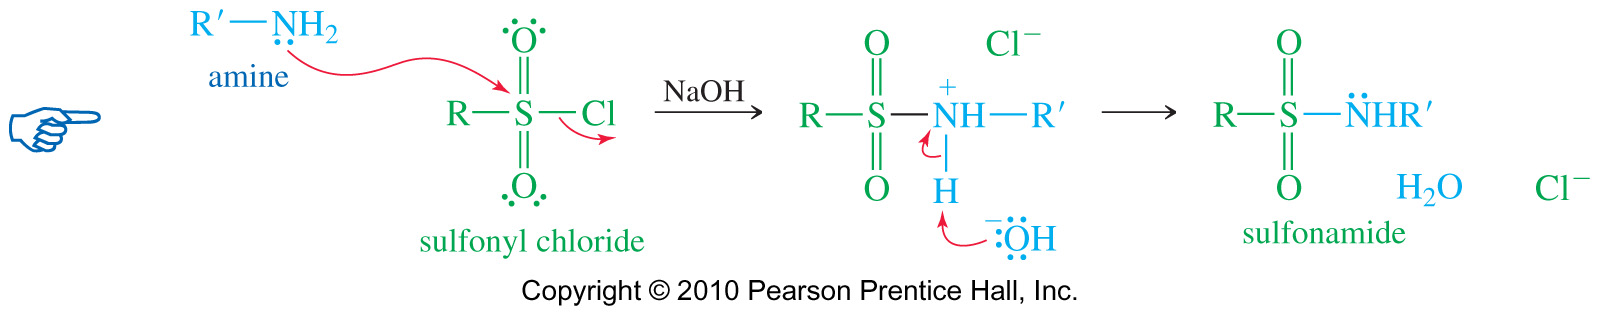 R′—NH₂
amine
O
R—S—Cl
O
sulfonyl chloride
NaOH
O
Cl⁻
R—S—NH—R′
+
O
H
⁻:OH
O
R—S—NHR′
O
H₂O
Cl⁻
sulfonamide
Copyright © 2010 Pearson Prentice Hall, Inc.